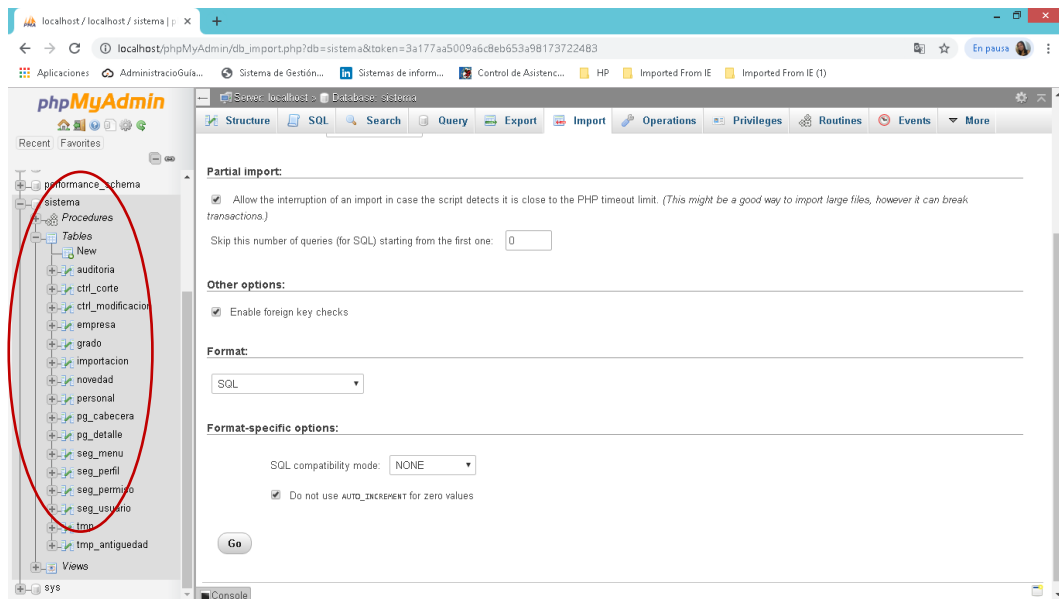 localhost / localhost / sistema | p
localhost/phpMyAdmin/db_import.php?db=sistema&token=3a177aa5009a6c8eb653a98173722483
En pausa
Aplicaciones
AdministracioGuía...
Sistema de Gestión...
Sistemas de inform...
Control de Asistenc...
HP
Imported From IE
Imported From IE (1)
phpMyAdmin
Recent
Favorites
performance_schema
sistema
Procedures
Tables
New
auditoria
ctrl_corte
ctrl_modificacion
empresa
grado
importacion
novedad
personal
pg_cabecera
pg_detalle
seg_menu
seg_perfil
seg_permiso
seg_usuario
tmp
tmp_antiguedad
Views
sys
Server: localhost » Database: sistema
Structure
SQL
Search
Query
Export
Import
Operations
Privileges
Routines
Events
More
Partial import:
Allow the interruption of an import in case the script detects it is close to the PHP timeout limit. (This might be a good way to import large files, however it can break
transactions.)
Skip this number of queries (for SQL) starting from the first one: 0
Other options:
Enable foreign key checks
Format:
SQL
Format-specific options:
SQL compatibility mode: NONE
Do not use AUTO_INCREMENT for zero values
Go
Console